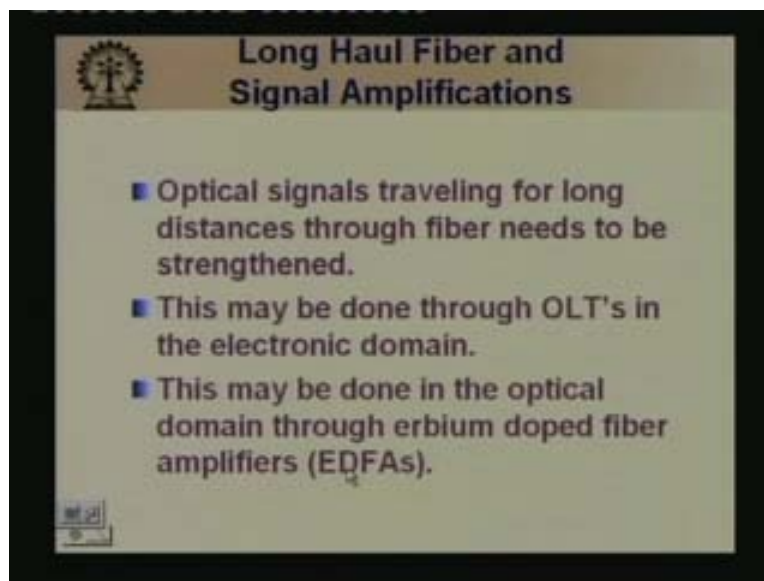 Long Haul Fiber and
Signal Amplifications
Optical signals traveling for long
distances through fiber needs to be
strengthened.
This may be done through OLT's in
the electronic domain.
This may be done in the optical
domain through erbium doped fiber
amplifiers (EDFAs).